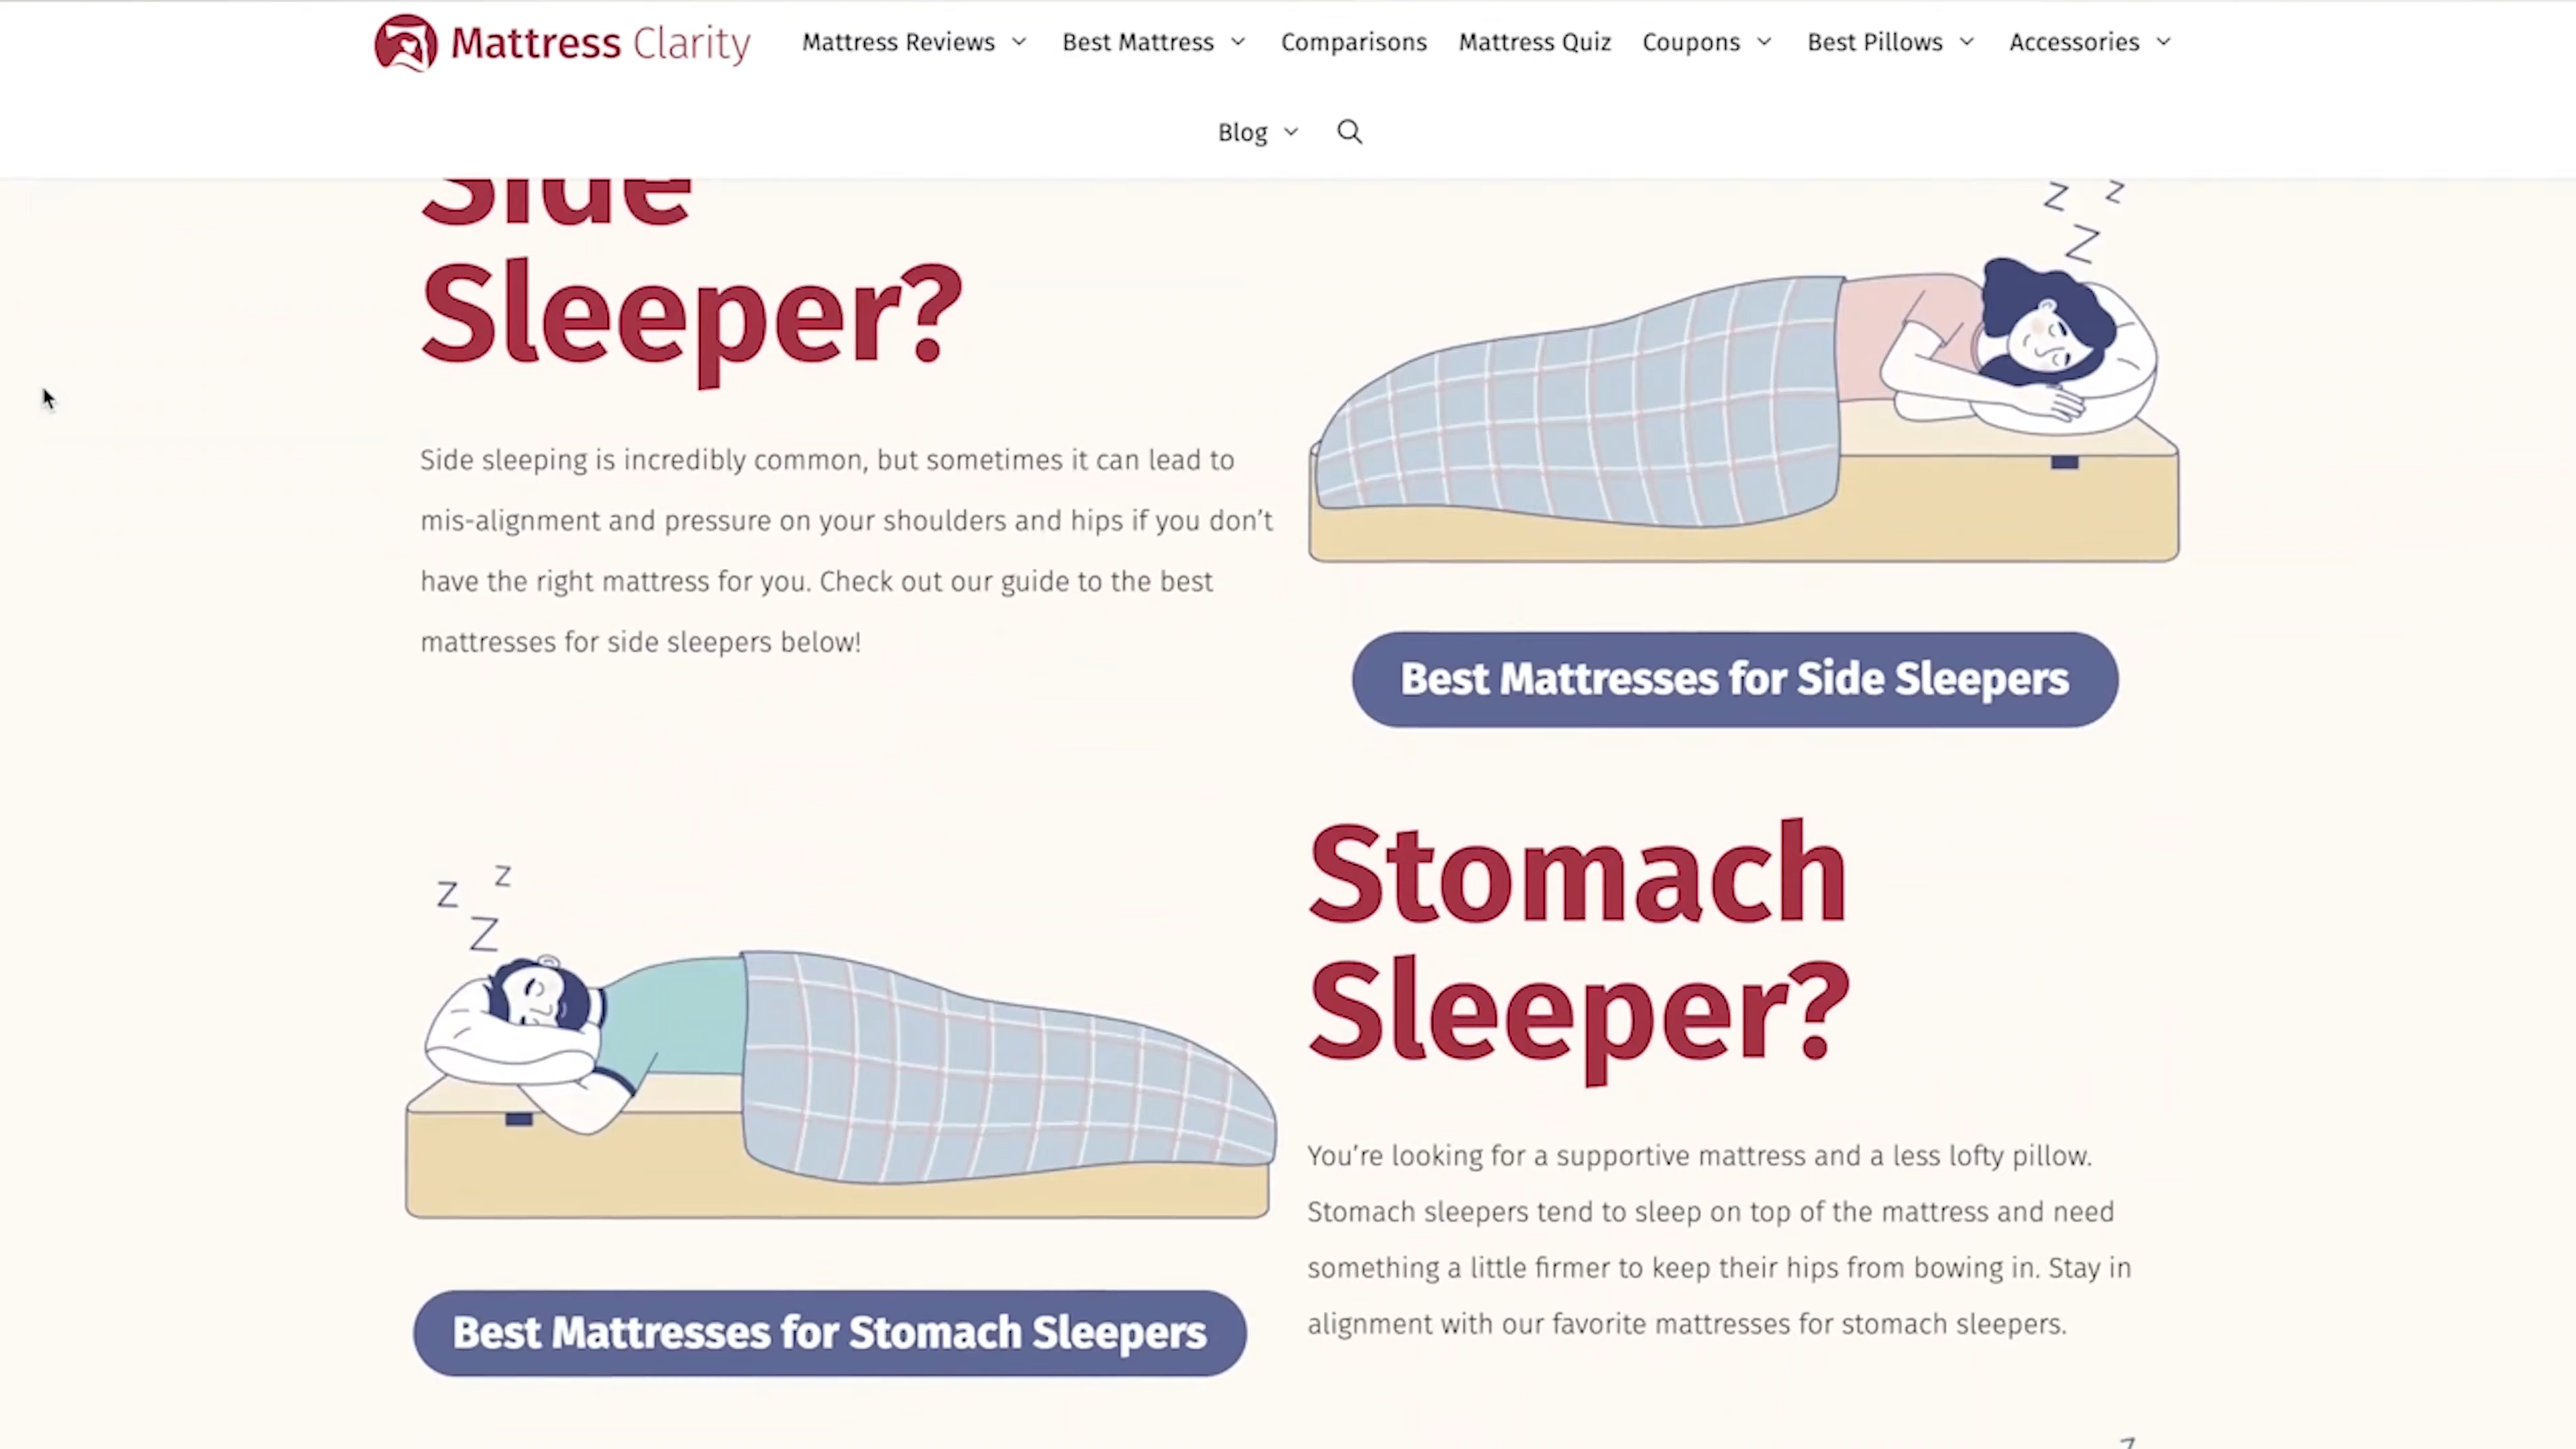 Mattress Clarity
Mattress Reviews
Best Mattress
Comparisons
Mattress Quiz
Coupons
Best Pillows
Accessories
Blog
Side
Sleeper?
Side sleeping is incredibly common, but sometimes it can lead to
mis-alignment and pressure on your shoulders and hips if you don’t
have the right mattress for you. Check out our guide to the best
mattresses for side sleepers below!
z z
Z
Best Mattresses for Side Sleepers
z z
Z
Best Mattresses for Stomach Sleepers
Stomach
Sleeper?
You’re looking for a supportive mattress and a less lofty pillow.
Stomach sleepers tend to sleep on top of the mattress and need
something a little firmer to keep their hips from bowing in. Stay in
alignment with our favorite mattresses for stomach sleepers.